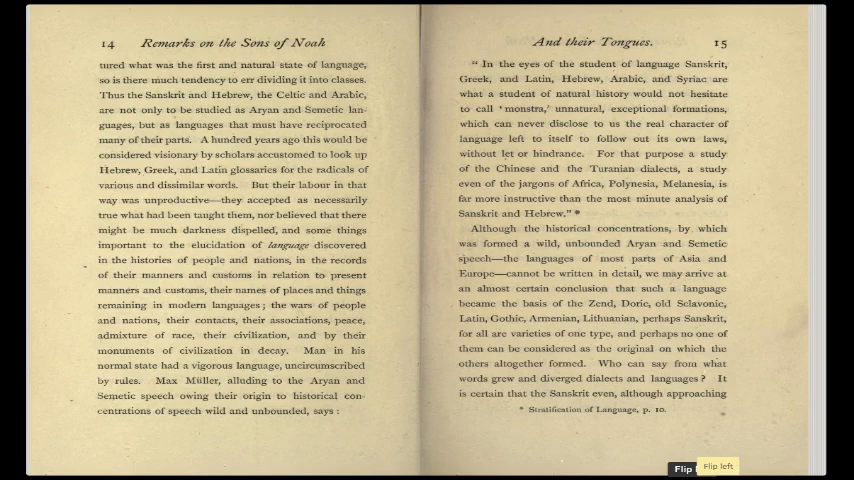 14 Remarks on the Sons of Noah
tured what was the first and natural state of language,
so is there much tendency to err dividing it into classes.
Thus the Sanskrit and Hebrew, the Celtic and Arabic,
are not only to be studied as Aryan and Semetic lan-
guages, but as languages that must have reciprocated
many of their parts. A hundred years ago this would be
considered visionary by scholars accustomed to look up
Hebrew, Greek, and Latin glossaries for the radicals of
various and dissimilar words. But their labour in that
way was unproductive—they accepted as necessarily
true what had been taught them, nor believed that there
might be much darkness dispelled, and some things
important to the elucidation of language discovered
in the histories of people and nations, in the records
of their manners and customs in relation to present
manners and customs, their names of places and things
remaining in modern languages; the wars of people
and nations, their contacts, their associations, peace,
admixture of race, their civilization, and by their
monuments of civilization in decay. Man in his
normal state had a vigorous language, uncircumscribed
by rules. Max Müller, alluding to the Aryan and
Semetic speech owing their origin to historical con-
centrations of speech wild and unbounded, says:
And their Tongues. 15
"In the eyes of the student of language Sanskrit,
Greek, and Latin, Hebrew, Arabic, and Syriac are
what a student of natural history would not hesitate
to call 'monstra,' unnatural, exceptional formations,
which can never disclose to us the real character of
language left to itself to follow out its own laws,
without let or hindrance. For that purpose a study
of the Chinese and the Turanian dialects, a study
even of the jargons of Africa, Polynesia, Melanesia, is
far more instructive than the most minute analysis of
Sanskrit and Hebrew." *
Although the historical concentrations, by which
was formed a wild, unbounded Aryan and Semetic
speech—the languages of most parts of Asia and
Europe—cannot be written in detail, we may arrive at
an almost certain conclusion that such a language
became the basis of the Zend, Doric, old Sclavonic,
Latin, Gothic, Armenian, Lithuanian, perhaps Sanskrit,
for all are varieties of one type, and perhaps no one of
them can be considered as the original on which the
others altogether formed. Who can say from what
words grew and diverged dialects and languages? It
is certain that the Sanskrit even, although approaching
* Stratification of Language, p. 10.
Flip
Flip left